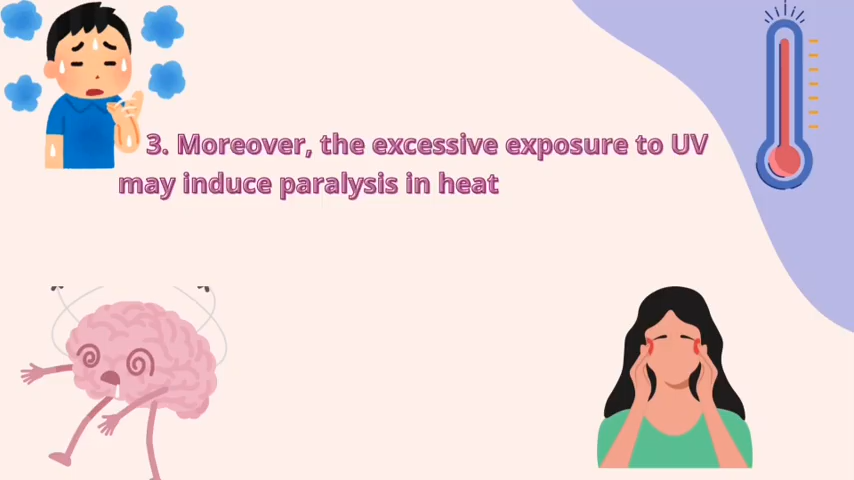 3. Moreover, the excessive exposure to UV
may induce paralysis in heat